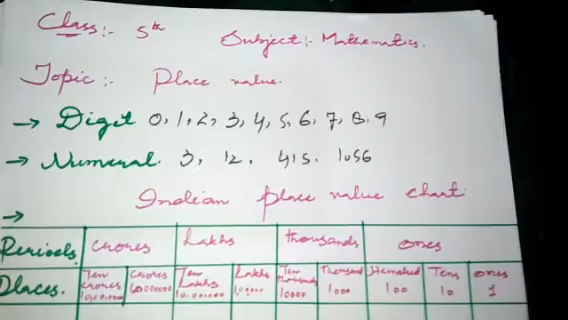 Class:- 5th Subject:- Mathematics.
Topic:- Place value.
→ Digit 0, 1, 2, 3, 4, 5, 6, 7, 8, 9
→ Numeral. 3, 12, 415. 1056
→ Indian place value chart
Periods. Crores Lakhs thousands ones
Places. Ten crores Crores Ten Lakhs Lakhs Ten thousands Thousand Hundred Tens ones
10000 1000 100 10 1